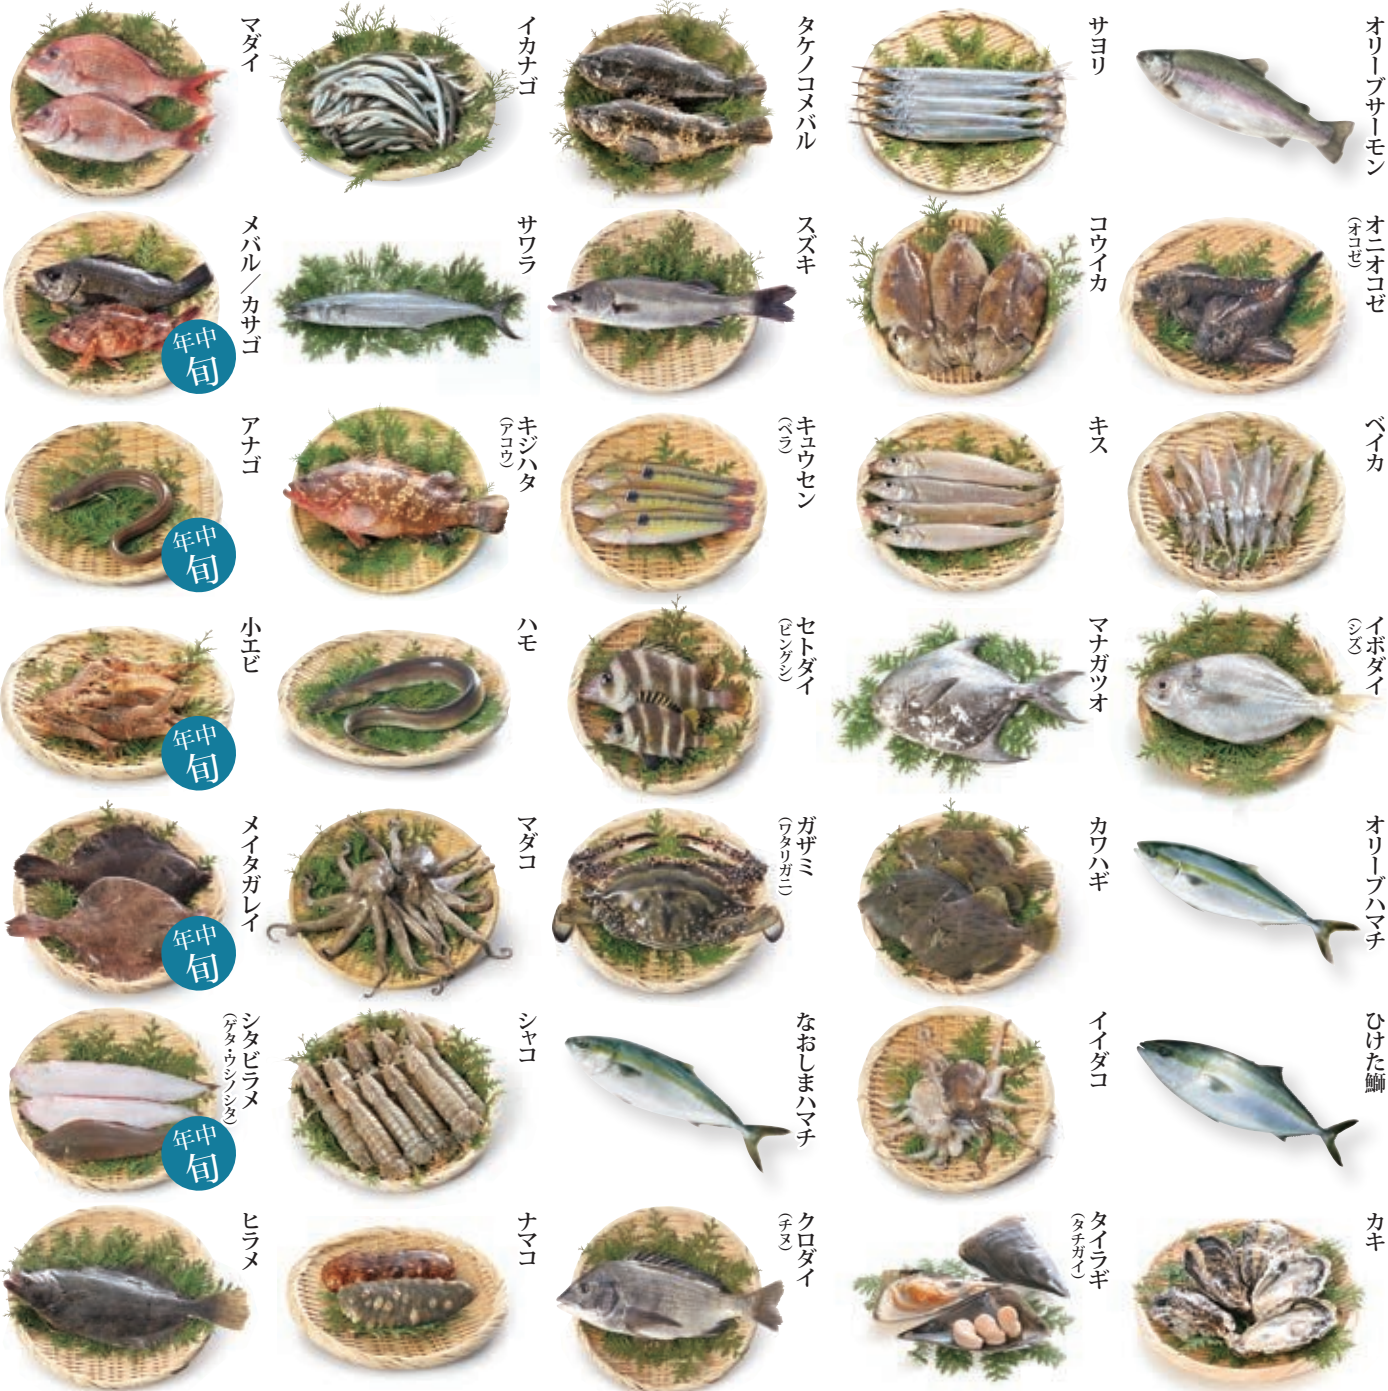 マダイ
イカナゴ
タケノコメバル
サヨリ
オリーブサーモン
メバル／カサゴ
年中
旬
サワラ
スズキ
コウイカ
オニオコゼ
（オコゼ）
アナゴ
年中
旬
キジハタ
（アコウ）
キュウセン
（ベラ）
キス
ベイカ
小エビ
年中
旬
ハモ
セトダイ
（ビングシ）
マナガツオ
イボダイ
（シズ）
メイタガレイ
年中
旬
マダコ
ガザミ
（ワタリガニ）
カワハギ
オリーブハマチ
シタビラメ
（ゲタ・ウシノシタ）
年中
旬
シャコ
なおしまハマチ
イイダコ
ひけた鰤
ヒラメ
ナマコ
クロダイ
（チヌ）
タイラギ
（タチガイ）
カキ